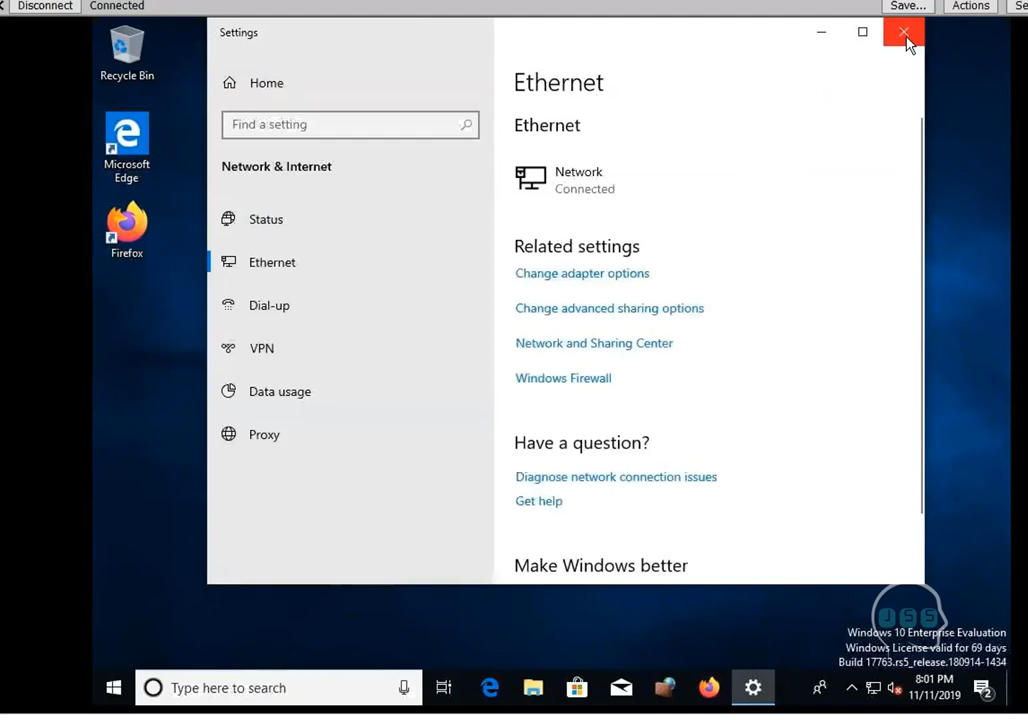 Disconnect Connected Save... Actions Se
Recycle Bin
Microsoft
Edge
Firefox
Settings
Home
Find a setting
Network & Internet
Status
Ethernet
Dial-up
VPN
Data usage
Proxy
Ethernet
Ethernet
Network
Connected
Related settings
Change adapter options
Change advanced sharing options
Network and Sharing Center
Windows Firewall
Have a question?
Diagnose network connection issues
Get help
Make Windows better
JSS
Windows 10 Enterprise Evaluation
Windows License valid for 69 days
Build 17763.rs5_release.180914-1434
Type here to search
8:01 PM
11/11/2019
2